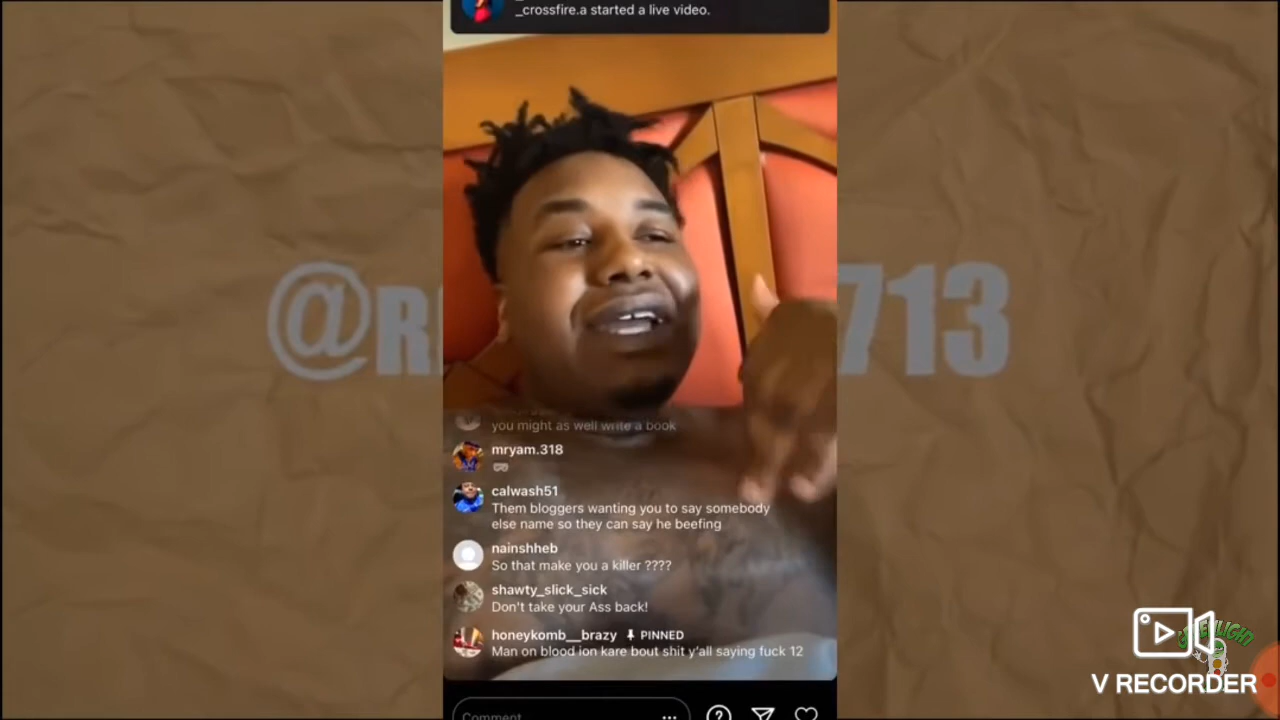 _crossfire.a started a live video.
@R
713
you might as well write a book
mryam.318
calwash51
Them bloggers wanting you to say somebody
else name so they can say he beefing
nainshheb
So that make you a killer ????
shawty_slick_sick
Don't take your Ass back!
honeykomb__brazy PINNED
Man on blood ion kare bout shit y'all saying fuck 12
Comment
V RECORDER